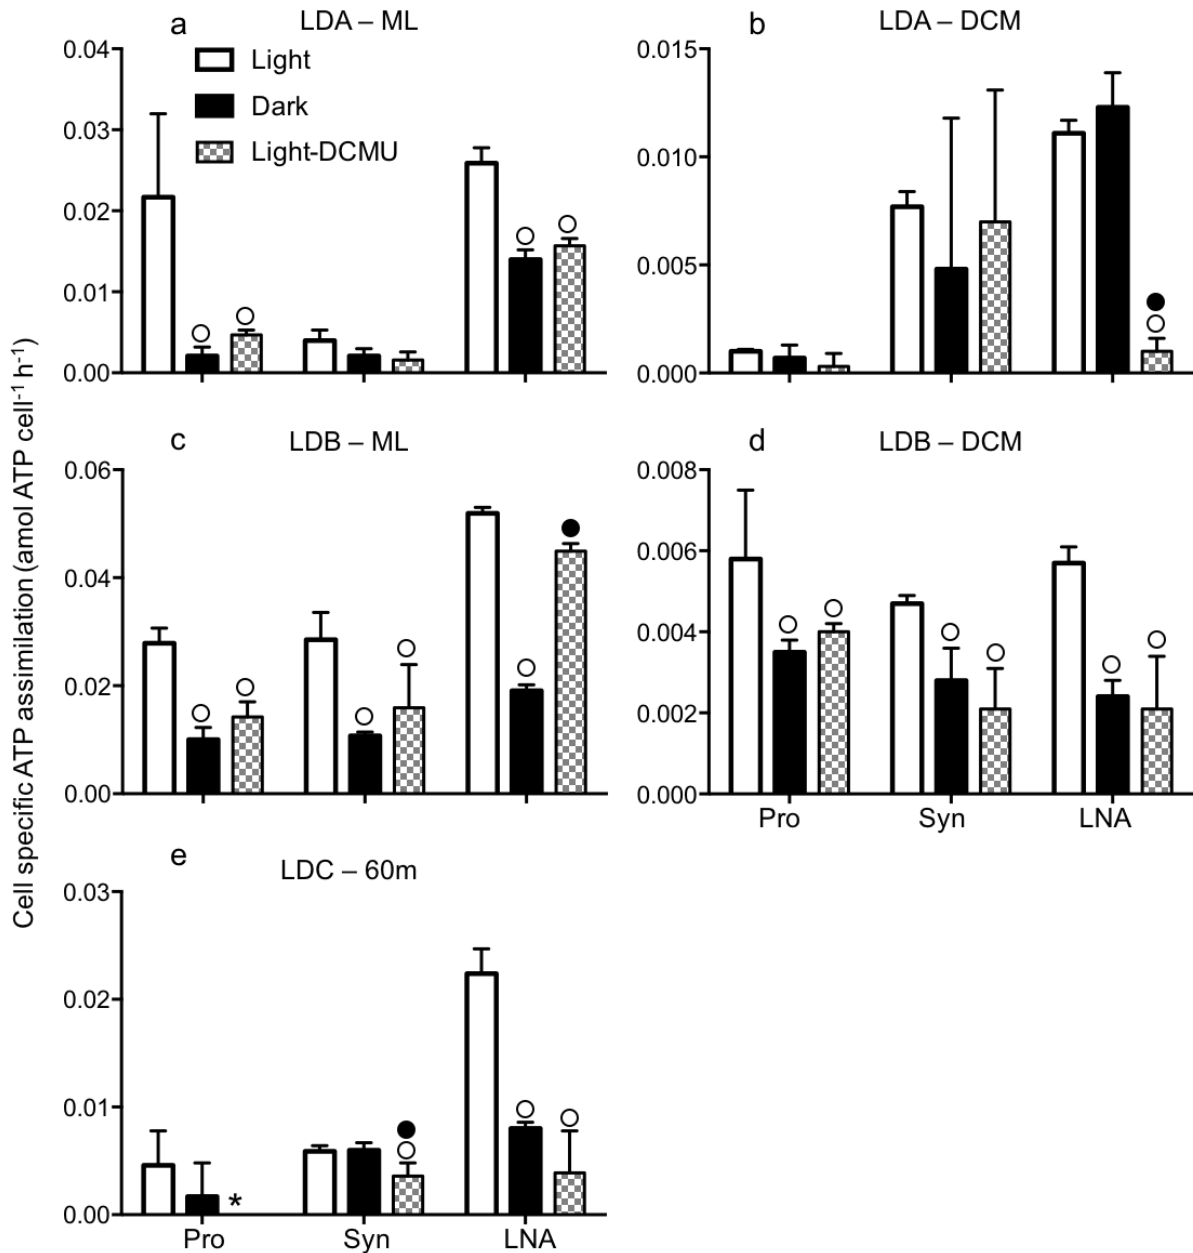 a LDA – ML
0.04
0.03
0.02
0.01
0.00
Light
Dark
Light-DCMU
b LDA – DCM
0.015
0.010
0.005
0.000
c LDB – ML
0.06
0.04
0.02
0.00
d LDB – DCM
0.008
0.006
0.004
0.002
0.000
Pro Syn LNA
Cell specific ATP assimilation (amol ATP cell-1 h-1)
e LDC – 60m
0.03
0.02
0.01
0.00
*
Pro Syn LNA